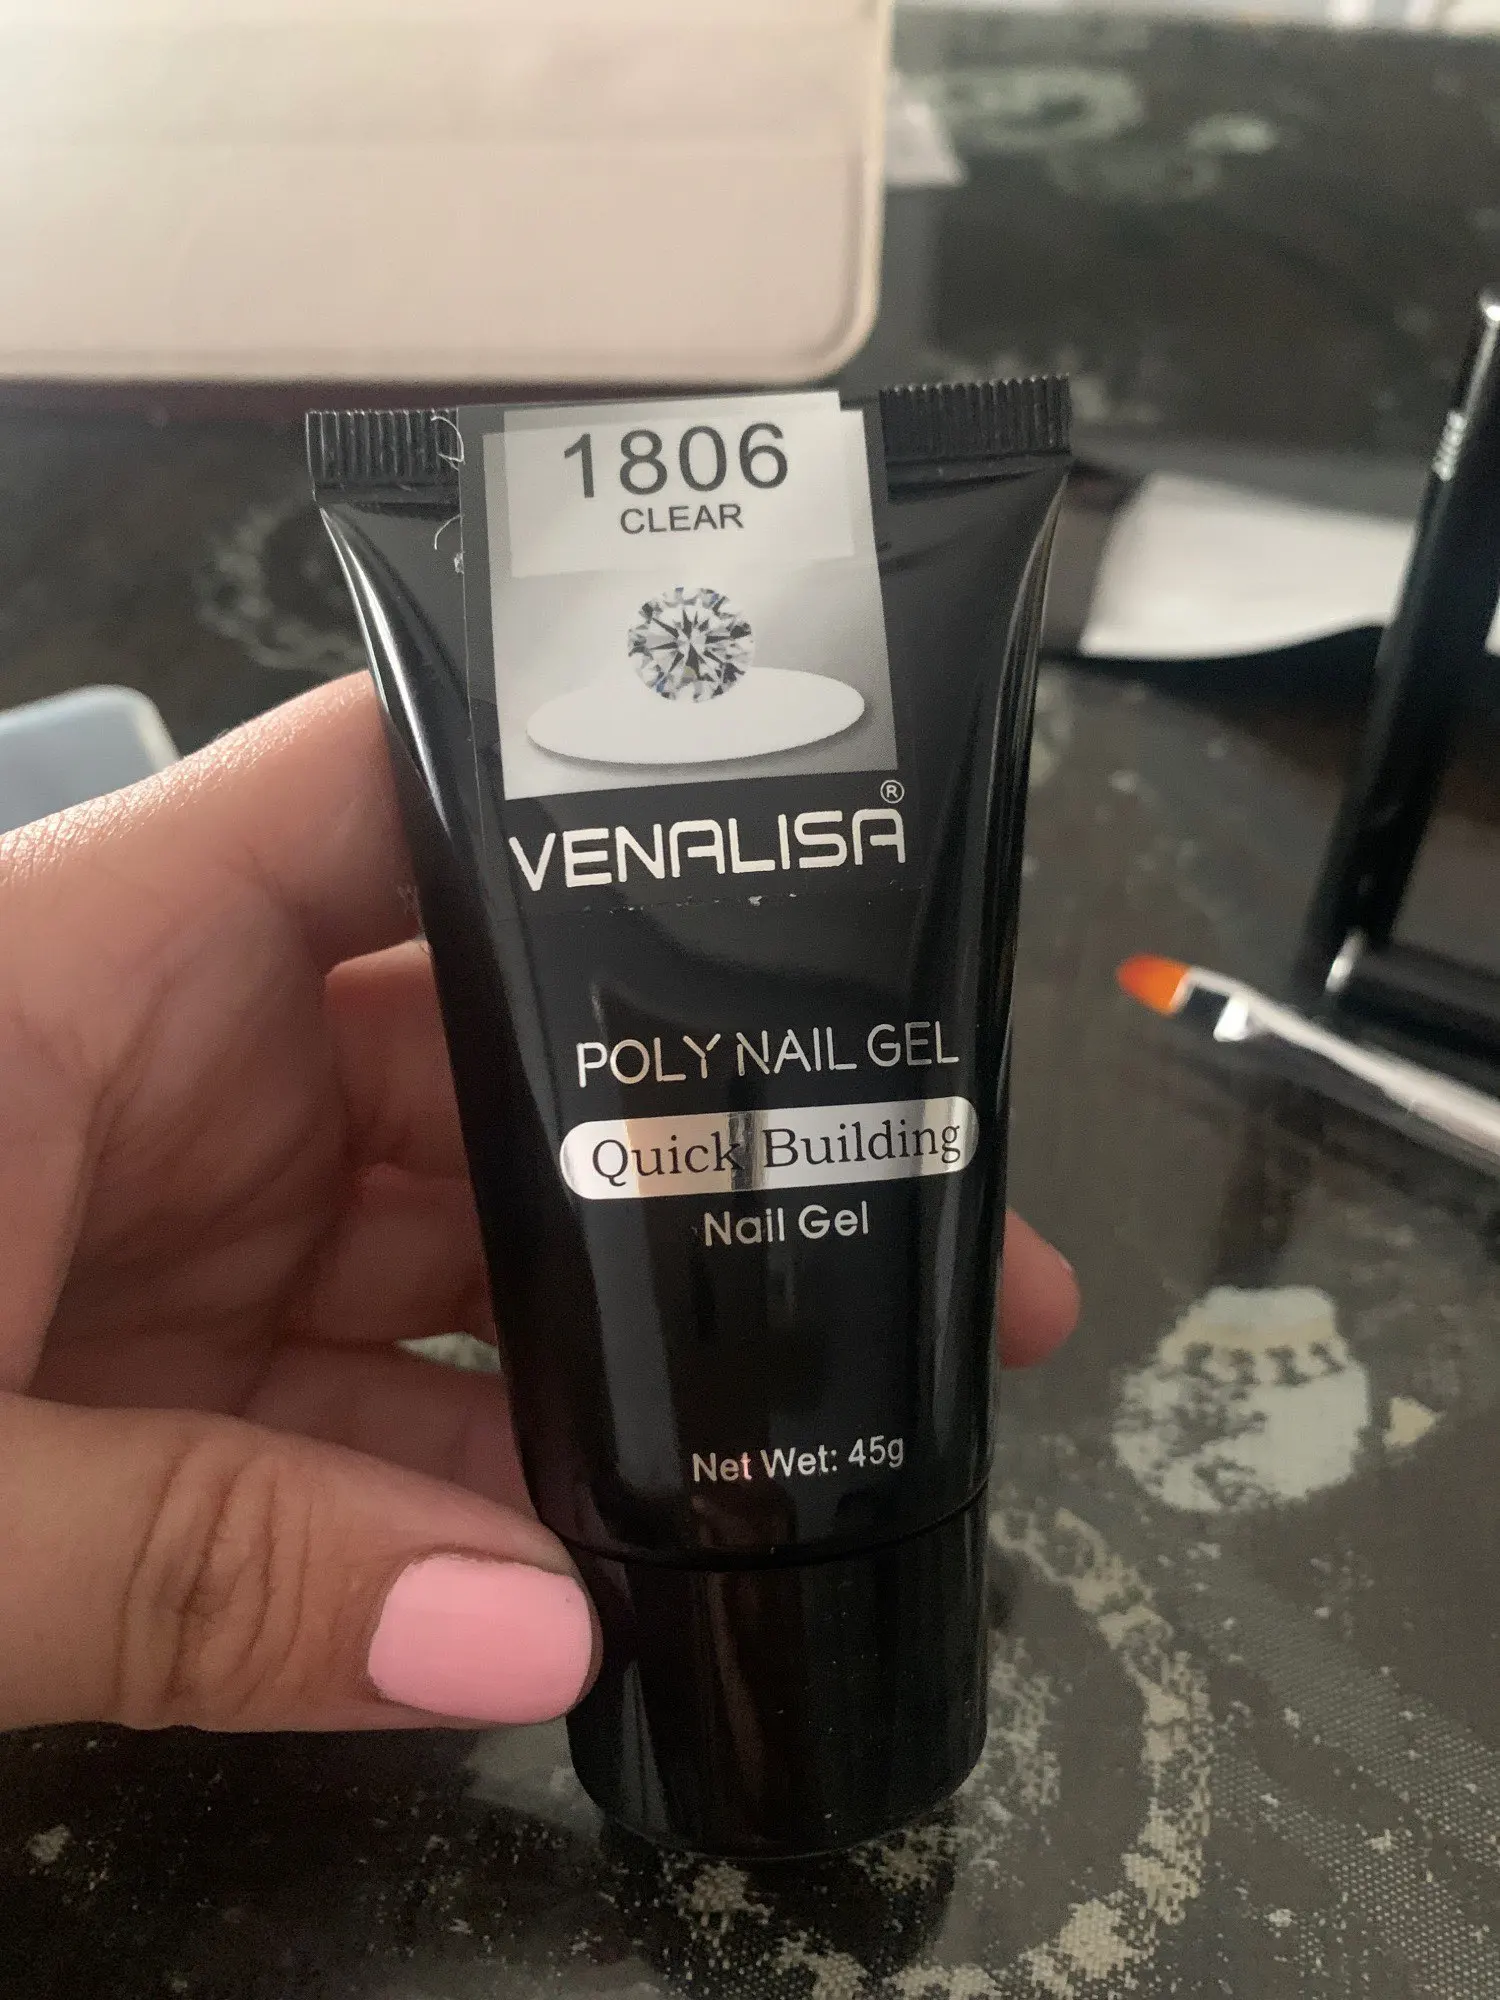 1806
CLEAR
VENALISA®
POLY NAIL GEL
Quick Building
Nail Gel
Net Wet: 45g